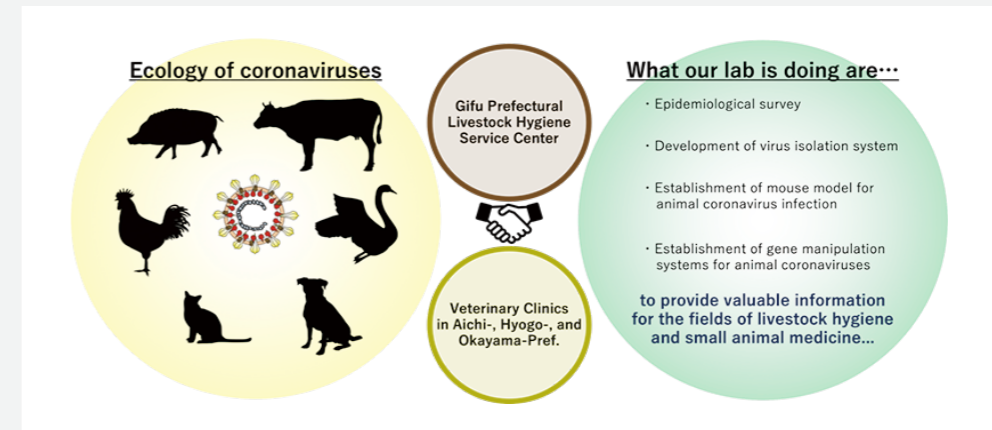 Ecology of coronaviruses
Gifu Prefectural
Livestock Hygiene
Service Center
Veterinary Clinics
in Aichi-, Hyogo-, and
Okayama-Pref.
What our lab is doing are…
・Epidemiological survey
・Development of virus isolation system
・Establishment of mouse model for
animal coronavirus infection
・Establishment of gene manipulation
systems for animal coronaviruses
to provide valuable information
for the fields of livestock hygiene
and small animal medicine...